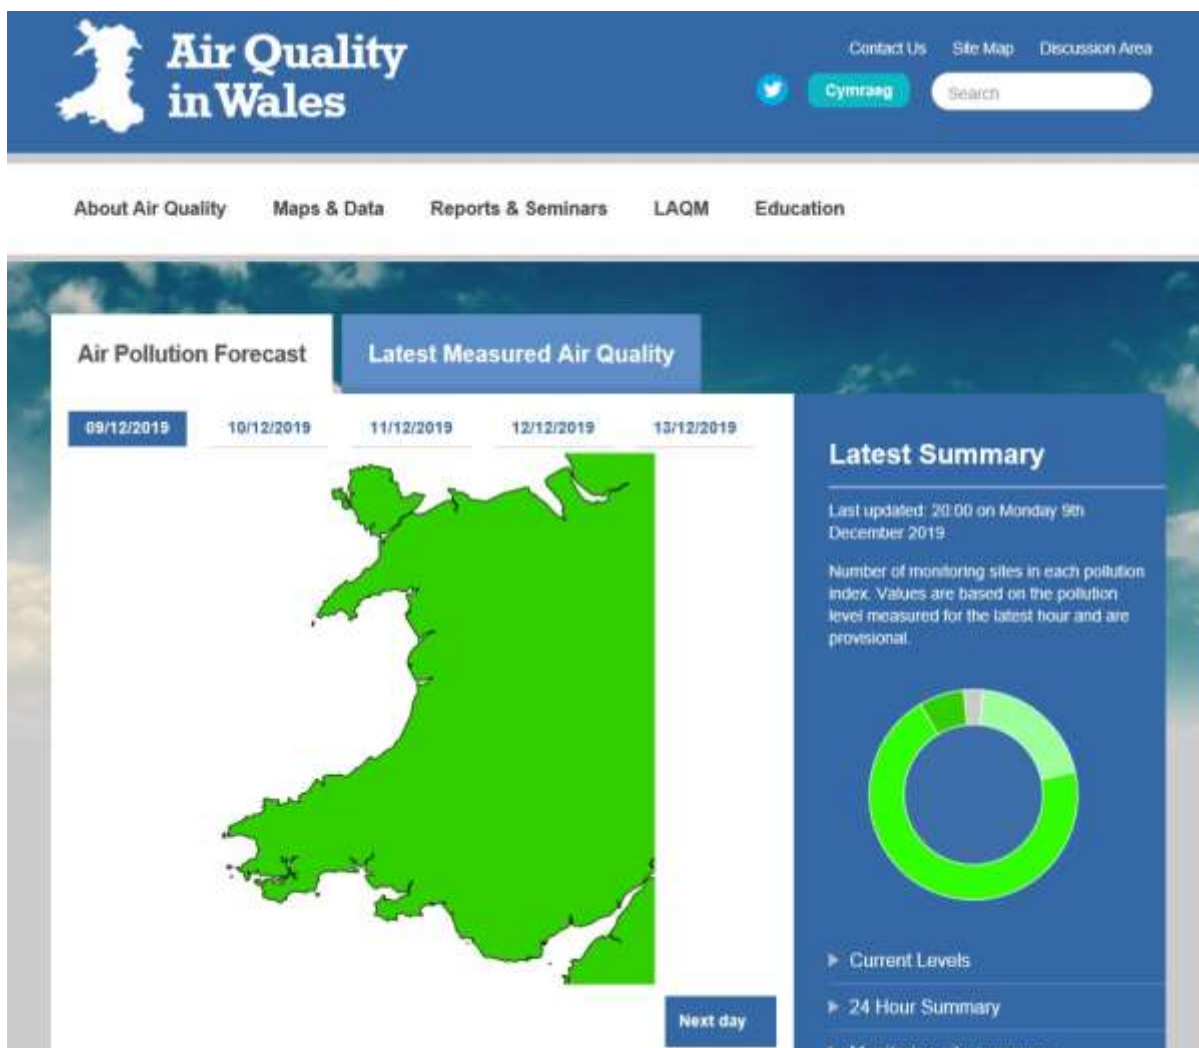 Air Quality
in Wales
Contact Us Site Map Discussion Area
Cymraeg Search
About Air Quality Maps & Data Reports & Seminars LAQM Education
Air Pollution Forecast Latest Measured Air Quality
09/12/2019 10/12/2019 11/12/2019 12/12/2019 13/12/2019
Latest Summary
Last updated: 20:00 on Monday 9th
December 2019
Number of monitoring sites in each pollution
index. Values are based on the pollution
level measured for the latest hour and are
provisional.
Current Levels
24 Hour Summary
Next day